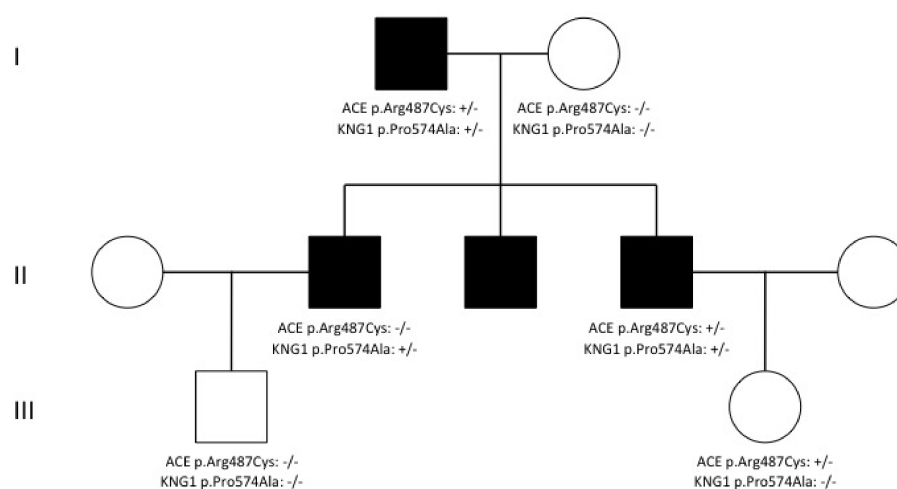 I
ACE p.Arg487Cys: +/-
KNG1 p.Pro574Ala: +/-
ACE p.Arg487Cys: -/-
KNG1 p.Pro574Ala: -/-
II
ACE p.Arg487Cys: -/-
KNG1 p.Pro574Ala: +/-
ACE p.Arg487Cys: +/-
KNG1 p.Pro574Ala: +/-
III
ACE p.Arg487Cys: -/-
KNG1 p.Pro574Ala: -/-
ACE p.Arg487Cys: +/-
KNG1 p.Pro574Ala: -/-